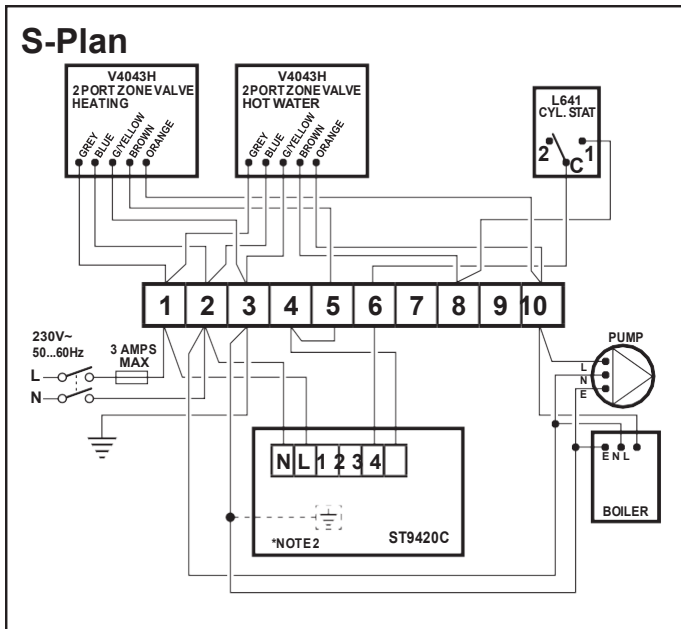 S-Plan
V4043H
2 PORT ZONE VALVE
HEATING
GREY
BLUE
G/YELLOW
BROWN
ORANGE
V4043H
2 PORT ZONE VALVE
HOT WATER
GREY
BLUE
G/YELLOW
BROWN
ORANGE
L641
CYL. STAT
2 1
C
1 2 3 4 5 6 7 8 9 10
230V~
50...60Hz
3 AMPS
MAX
L
N
PUMP
L
N
E
N L 1 2 3 4
*NOTE 2
ST9420C
E N L
BOILER